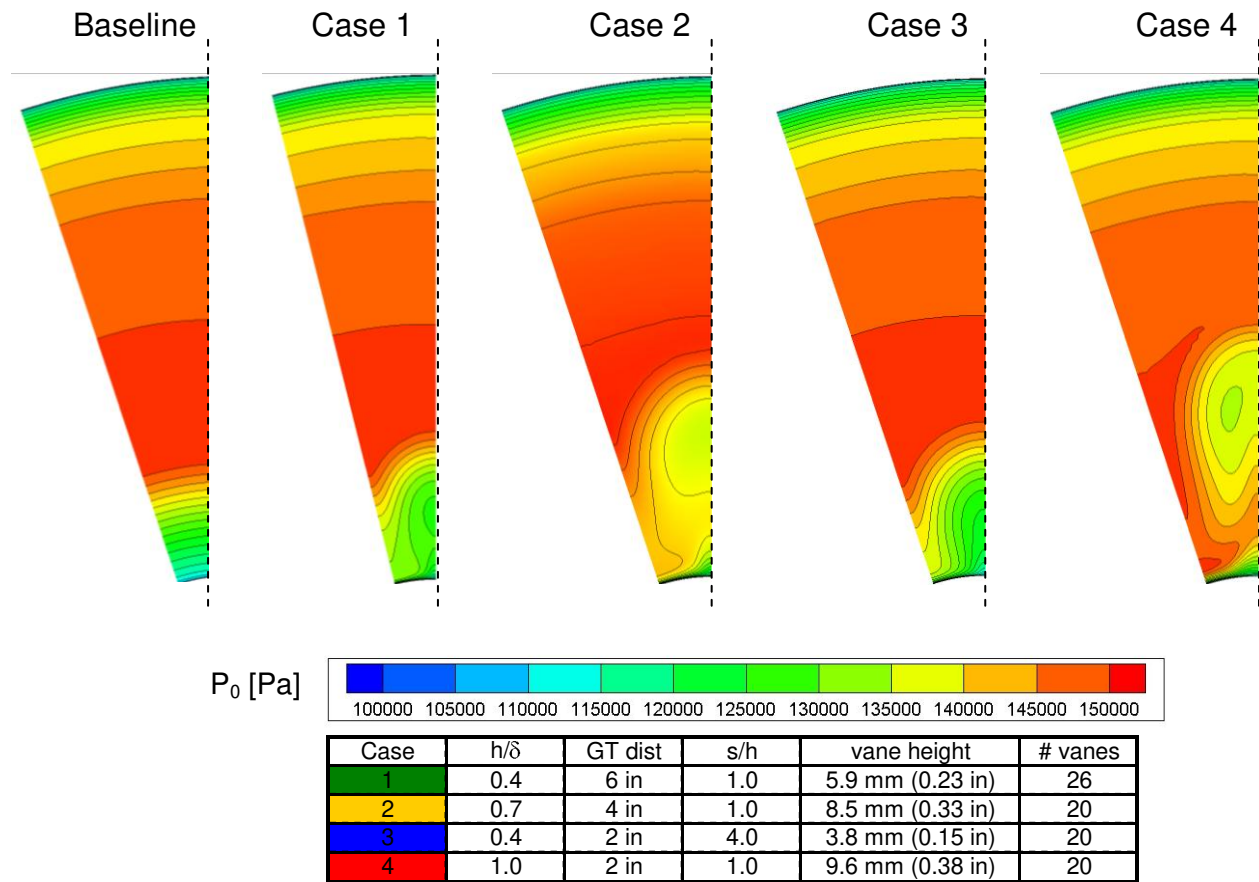 Baseline Case 1 Case 2 Case 3 Case 4
P₀ [Pa]
100000 105000 110000 115000 120000 125000 130000 135000 140000 145000 150000
Case h/δ GT dist s/h vane height # vanes
1 0.4 6 in 1.0 5.9 mm (0.23 in) 26
2 0.7 4 in 1.0 8.5 mm (0.33 in) 20
3 0.4 2 in 4.0 3.8 mm (0.15 in) 20
4 1.0 2 in 1.0 9.6 mm (0.38 in) 20